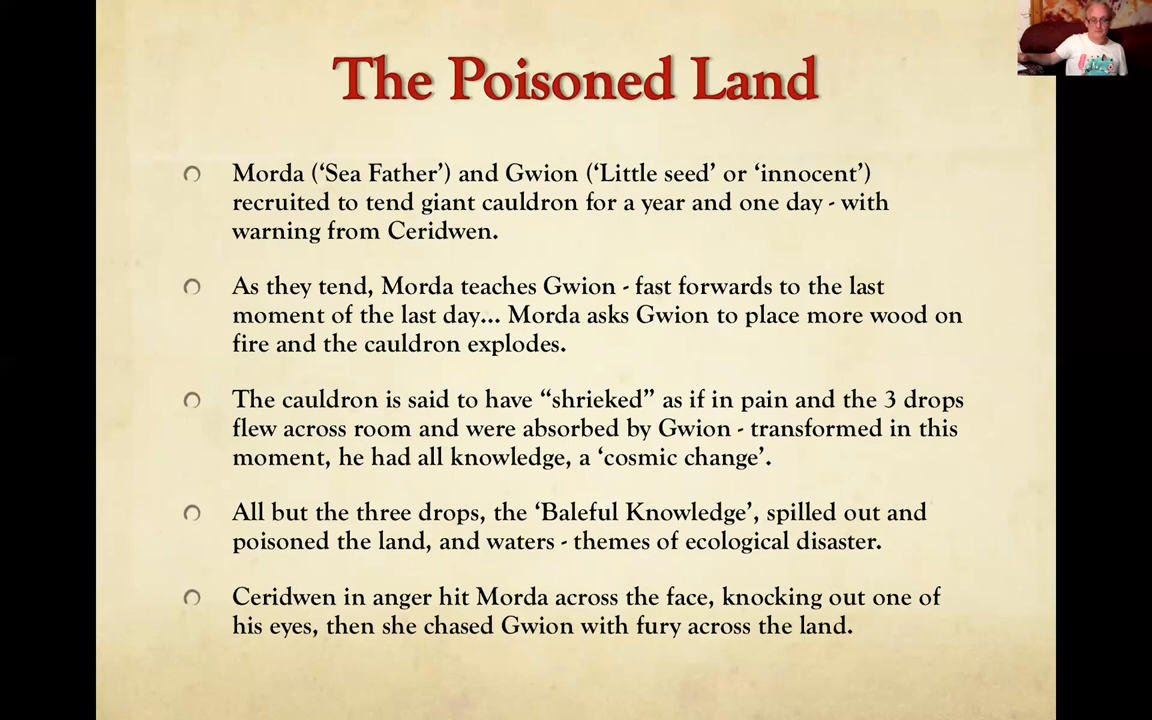 The Poisoned Land
Morda (‘Sea Father’) and Gwion (‘Little seed’ or ‘innocent’)
recruited to tend giant cauldron for a year and one day - with
warning from Ceridwen.
As they tend, Morda teaches Gwion - fast forwards to the last
moment of the last day... Morda asks Gwion to place more wood on
fire and the cauldron explodes.
The cauldron is said to have “shrieked” as if in pain and the 3 drops
flew across room and were absorbed by Gwion - transformed in this
moment, he had all knowledge, a ‘cosmic change’.
All but the three drops, the ‘Baleful Knowledge’, spilled out and
poisoned the land, and waters - themes of ecological disaster.
Ceridwen in anger hit Morda across the face, knocking out one of
his eyes, then she chased Gwion with fury across the land.